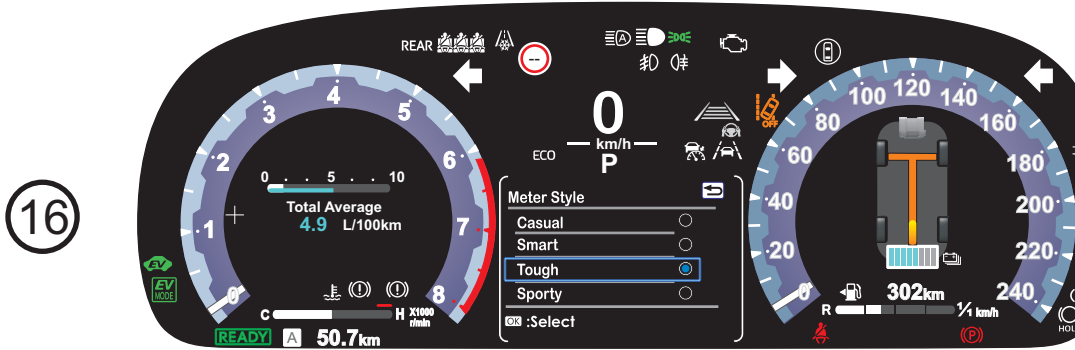 16
REAR
A
--
0
1
2
3
4
5
6
7
8
0 5 10
Total Average
4.9 L/100km
EV
EV
MODE
C H
X1000
r/min
READY A 50.7km
0
km/h
P
ECO
Meter Style
Casual
Smart
Tough
Sporty
OK :Select
OFF
0
20
40
60
80
100
120
140
160
180
200
220
240
302km
R 1/1 km/h
P
HOL